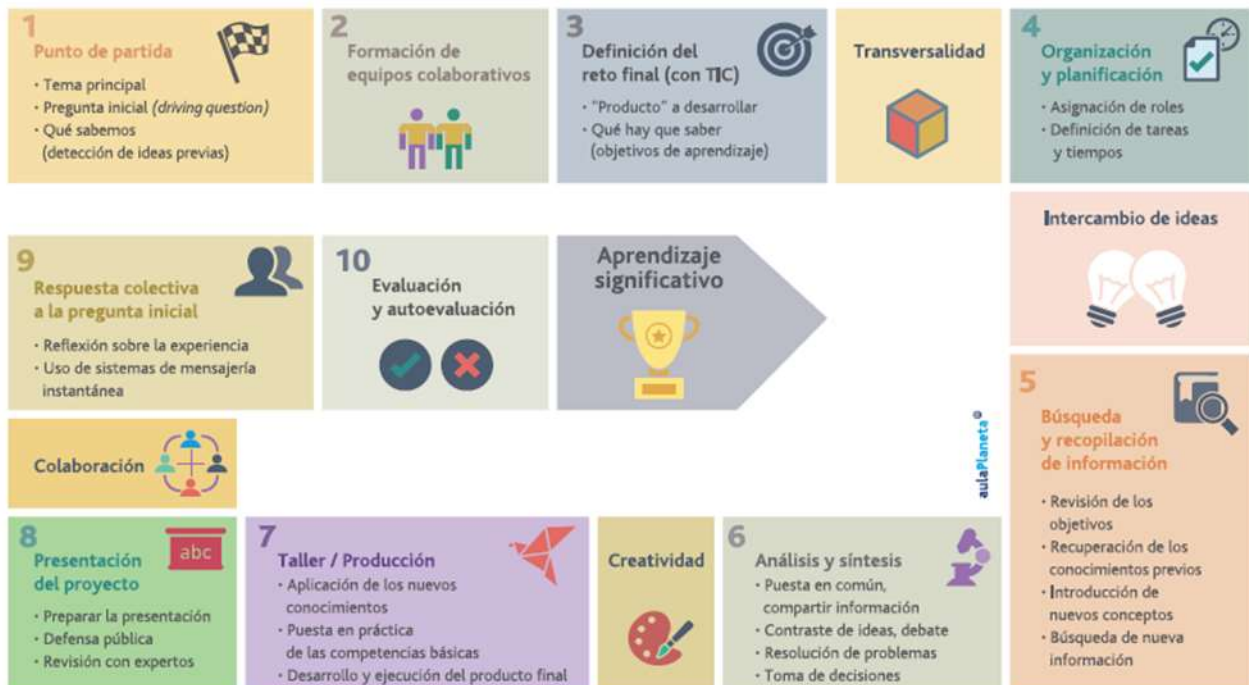 1
Punto de partida
• Tema principal
• Pregunta inicial (driving question)
• Qué sabemos
(detección de ideas previas)
2
Formación de
equipos colaborativos
3
Definición del
reto final (con TIC)
• "Producto" a desarrollar
• Qué hay que saber
(objetivos de aprendizaje)
Transversalidad
4
Organización
y planificación
• Asignación de roles
• Definición de tareas
y tiempos
Intercambio de ideas
5
Búsqueda
y recopilación
de información
• Revisión de los
objetivos
• Recuperación de los
conocimientos previos
• Introducción de
nuevos conceptos
• Búsqueda de nueva
información
6
Análisis y síntesis
• Puesta en común,
compartir información
• Contraste de ideas, debate
• Resolución de problemas
• Toma de decisiones
Creatividad
7
Taller / Producción
• Aplicación de los nuevos
conocimientos
• Puesta en práctica
de las competencias básicas
• Desarrollo y ejecución del producto final
8
Presentación
del proyecto
abc
• Preparar la presentación
• Defensa pública
• Revisión con expertos
Colaboración
9
Respuesta colectiva
a la pregunta inicial
• Reflexión sobre la experiencia
• Uso de sistemas de mensajería
instantánea
10
Evaluación
y autoevaluación
Aprendizaje
significativo
aulaPlaneta